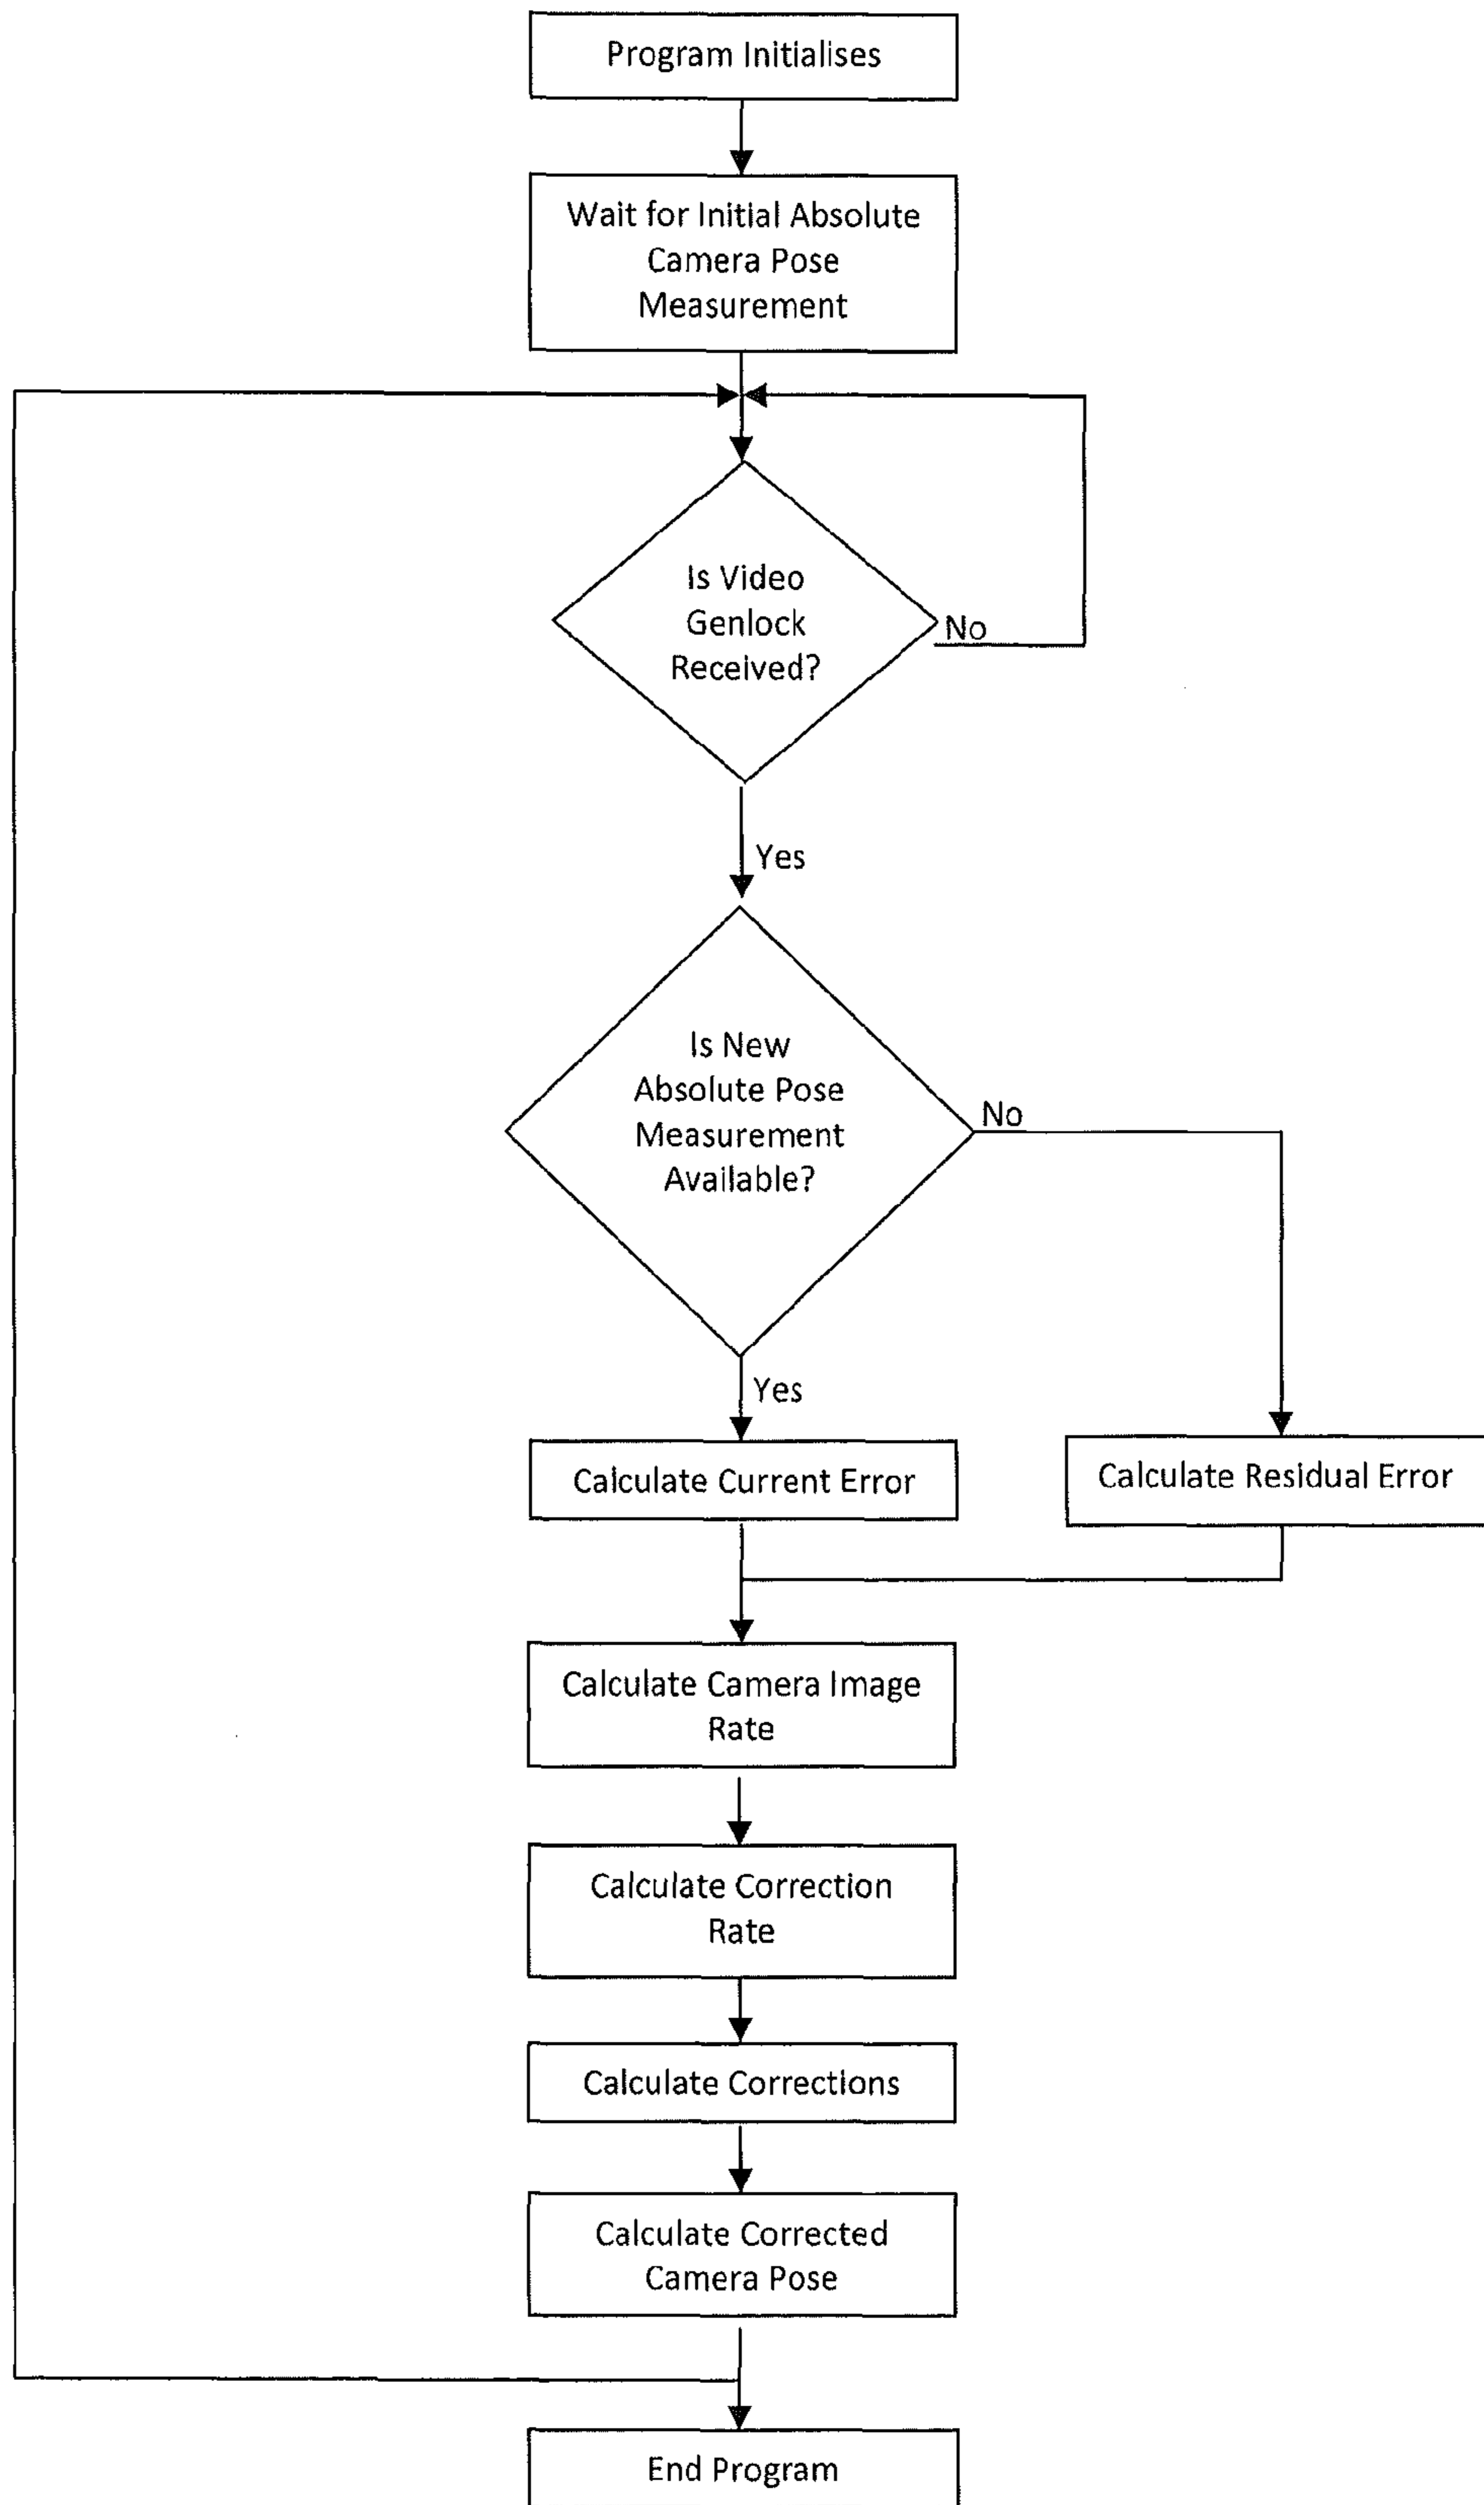 Program Initialises
Wait for Initial Absolute
Camera Pose
Measurement
Is Video
Genlock
Received?
No
Yes
Is New
Absolute Pose
Measurement
Available?
No
Yes
Calculate Current Error
Calculate Residual Error
Calculate Camera Image
Rate
Calculate Correction
Rate
Calculate Corrections
Calculate Corrected
Camera Pose
End Program